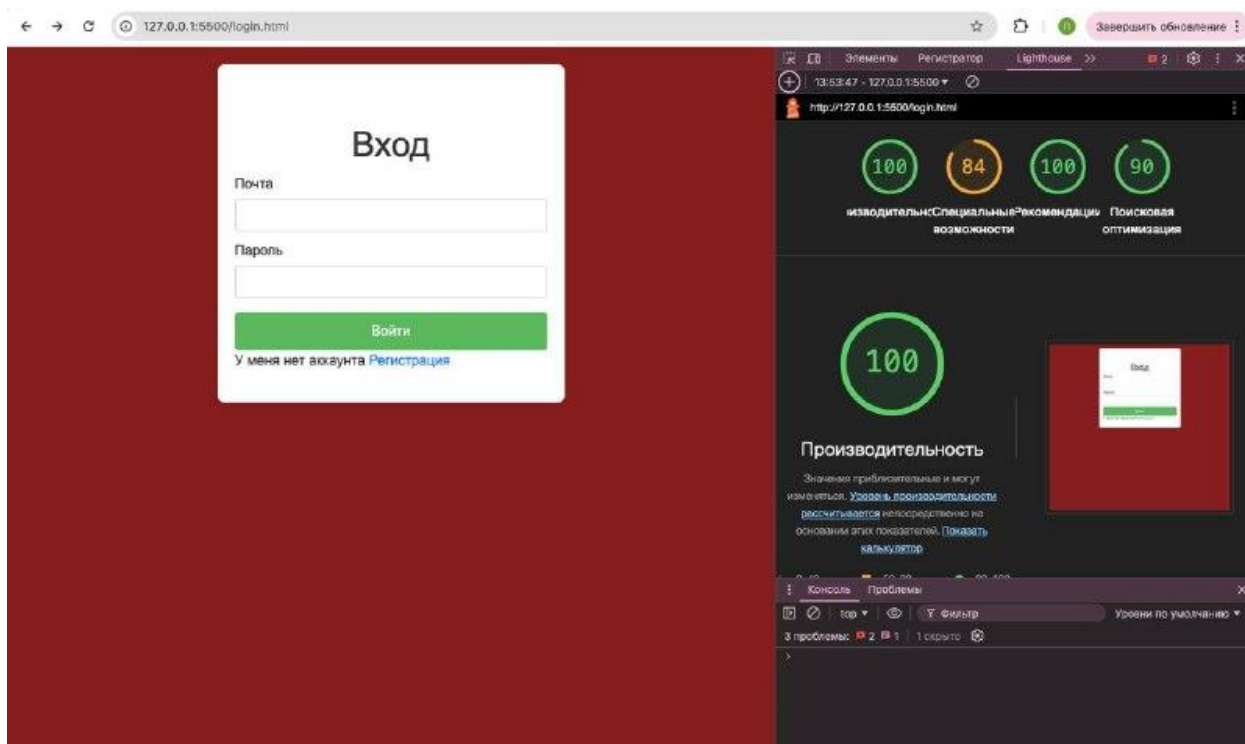 127.0.0.1:5500/login.html
Завершить обновление
Вход
Почта
Пароль
Войти
У меня нет аккаунта Регистрация
Элементы Регистратор Lighthouse >> 2
13:53:47 - 127.0.0.1:5500
http://127.0.0.1:5500/login.html
100 84 100 90
изводительнс Специальные Рекомендации Поисковая
возможности оптимизация
100
Производительность
Значения приблизительные и могут
изменяться. Уровень производительности
рассчитывается непосредственно на
основании этих показателей. Показать
калькулятор
Вход
Консоль Проблемы
top Фильтр Уровни по умолчанию
3 проблемы: 2 1 1 скрыто